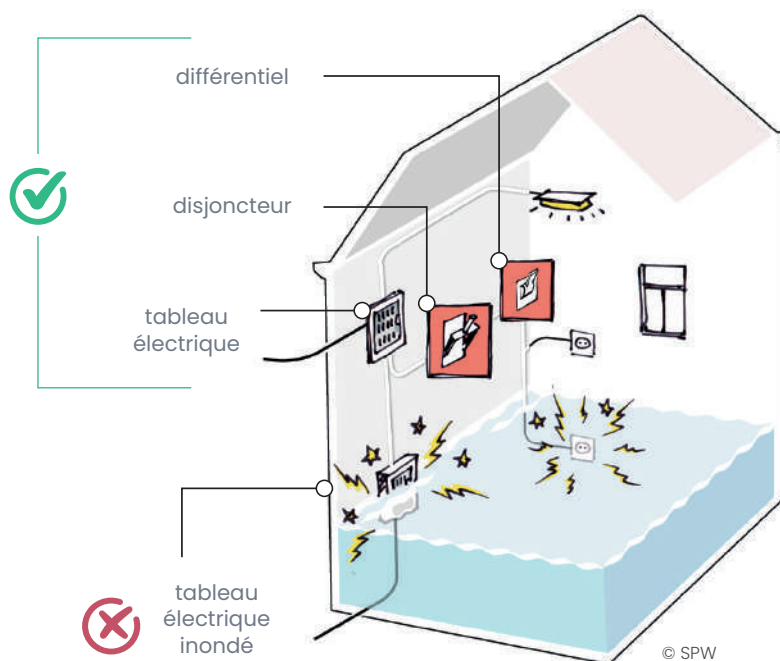 différentiel
disjoncteur
tableau
électrique
tableau
électrique
inondé
© SPW